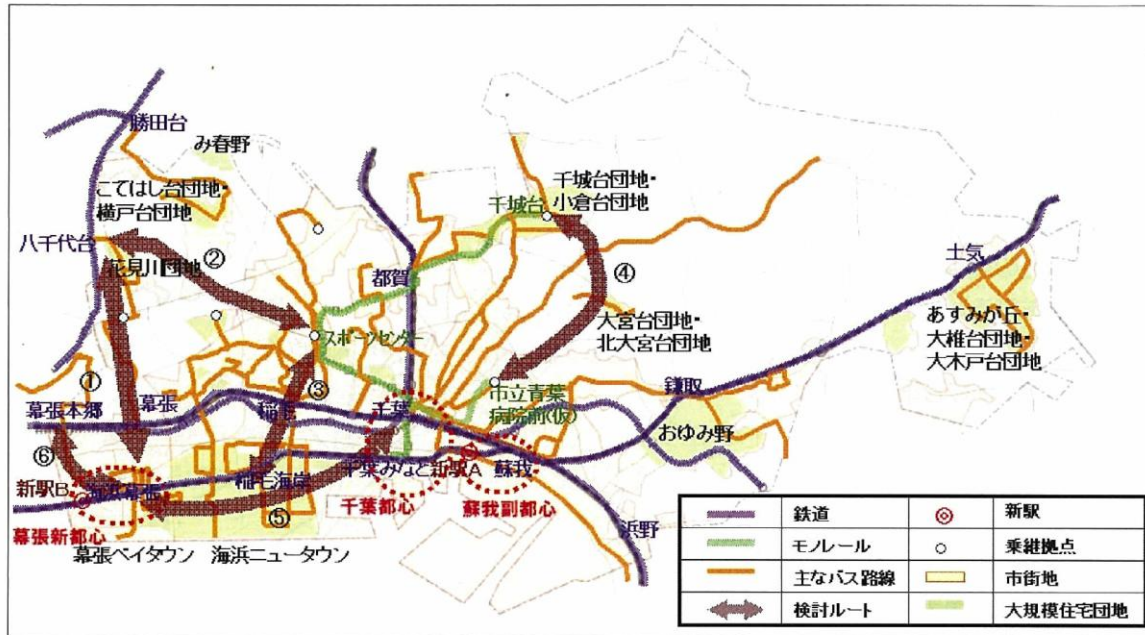 勝田台
み春野
こてはし台団地・
横戸台団地
八千代台
花見川団地
②
都賀
千城台
千城台団地・
小倉台団地
④
大宮台団地・
北大宮台団地
土気
あすみが丘・
大椎台団地・
大木戸台団地
スポーツセンター
①
③
幕張本郷
幕張
稲毛
千葉
市立青葉
病院前(仮)
鎌取
おゆみ野
⑥
新駅B
海浜幕張
稲毛海岸
千葉みなと
新駅A
蘇我
⑤
幕張新都心
千葉都心
蘇我副都心
浜野
幕張ベイタウン
海浜ニュータウン
鉄道
新駅
モノレール
乗継拠点
主なバス路線
市街地
検討ルート
大規模住宅団地